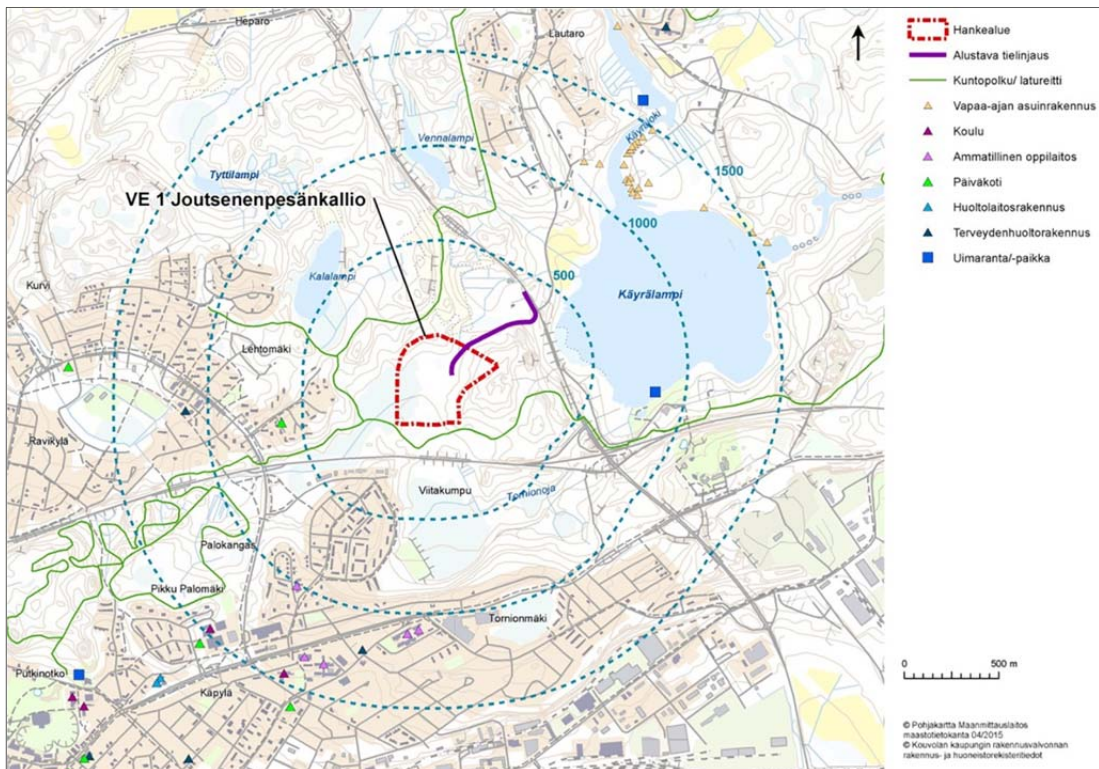 Heparo
Lautaro
Käyräjoki
Vennalampi
1500
Tyttilampi
VE 1 Joutsenenpesänkallio
1000
Kalalampi
500
Käyrälampi
Kurvi
Lehtomäki
Ravikylä
Viitakumpu
Tornionoja
Palokangas
Pikku Palomäki
Tornionmäki
Putkinotko
Käpylä
Hankealue
Alustava tielinjaus
Kuntopolku/ latureitti
Vapaa-ajan asuinrakennus
Koulu
Ammatillinen oppilaitos
Päiväkoti
Huoltolaitosrakennus
Terveydenhuoltorakennus
Uimaranta/-paikka
0 500 m
© Pohjakartta Maanmittauslaitos
maastotietokanta 04/2015
© Kouvolan kaupungin rakennusvalvonnan
rakennus- ja huoneistorekisteritiedot